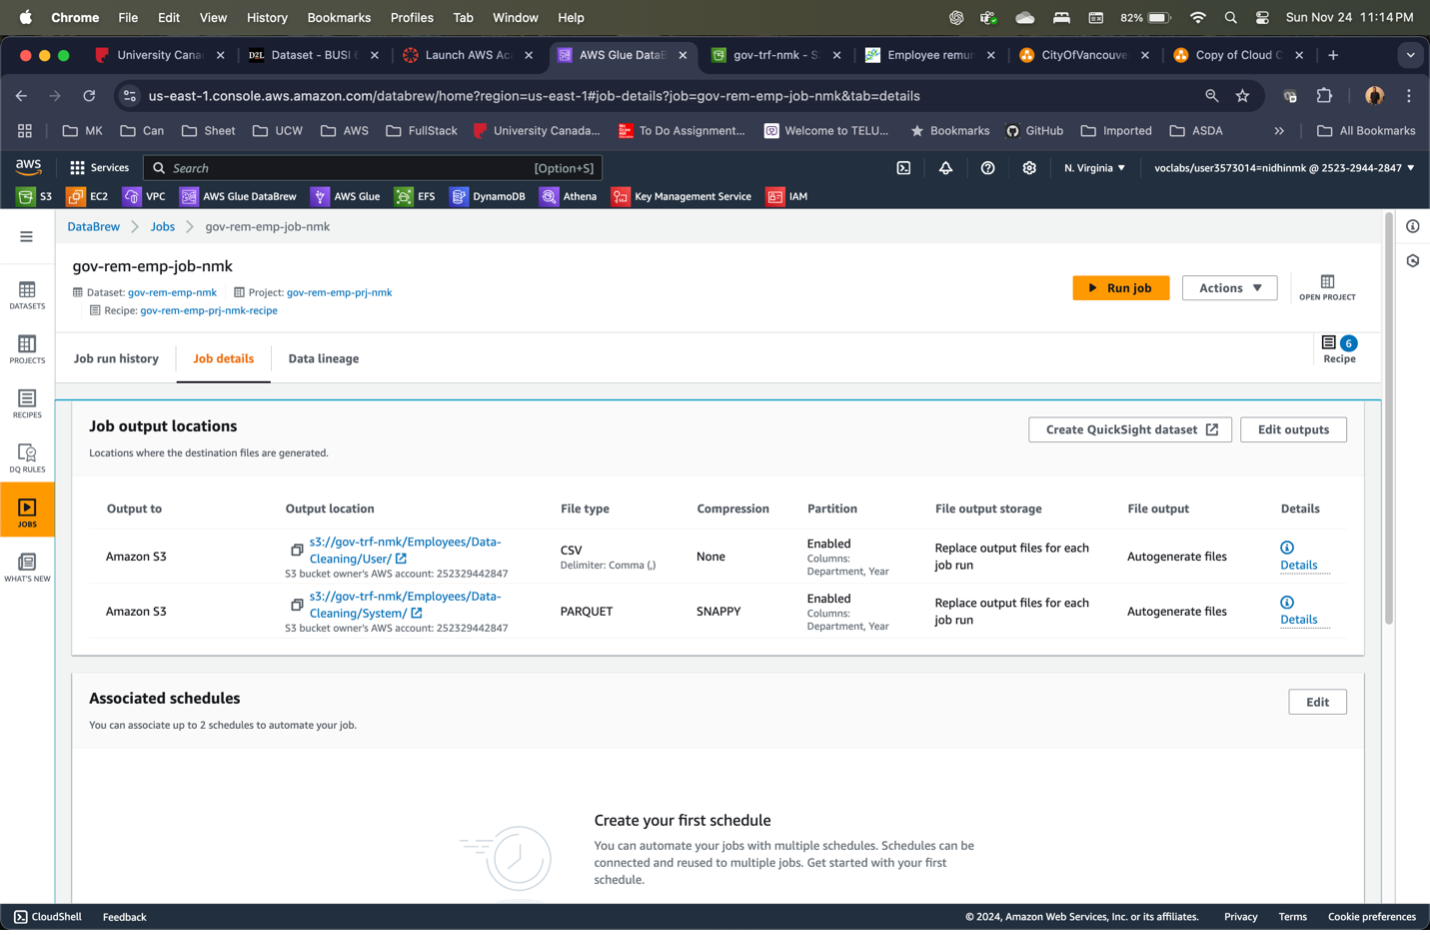 Chrome File Edit View History Bookmarks Profiles Tab Window Help 82% Sun Nov 24 11:14 PM
University Cana Dataset - BUSI Launch AWS Ac AWS Glue DataB gov-trf-nmk - S Employee remu CityOfVancouve Copy of Cloud C
us-east-1.console.aws.amazon.com/databrew/home?region=us-east-1#job-details?job=gov-rem-emp-job-nmk&tab=details
MK Can Sheet UCW AWS FullStack University Canada... To Do Assignment... Welcome to TELU... Bookmarks GitHub Imported ASDA » All Bookmarks
aws Services Search [Option+S] N. Virginia voclabs/user3573014=nidhinmk @ 2523-2944-2847
S3 EC2 VPC AWS Glue DataBrew AWS Glue EFS DynamoDB Athena Key Management Service IAM
DataBrew Jobs gov-rem-emp-job-nmk
gov-rem-emp-job-nmk
Dataset: gov-rem-emp-nmk Project: gov-rem-emp-prj-nmk
Recipe: gov-rem-emp-prj-nmk-recipe
Run job Actions OPEN PROJECT
DATASETS
PROJECTS
RECIPES
DQ RULES
JOBS
WHAT'S NEW
Job run history Job details Data lineage
6
Recipe
Job output locations
Locations where the destination files are generated.
Create QuickSight dataset Edit outputs
Output to Output location File type Compression Partition File output storage File output Details
Amazon S3
s3://gov-trf-nmk/Employees/Data-
Cleaning/User/
S3 bucket owner's AWS account: 252329442847
CSV
Delimiter: Comma (,)
None
Enabled
Columns:
Department, Year
Replace output files for each
job run
Autogenerate files
Details
Amazon S3
s3://gov-trf-nmk/Employees/Data-
Cleaning/System/
S3 bucket owner's AWS account: 252329442847
PARQUET
SNAPPY
Enabled
Columns:
Department, Year
Replace output files for each
job run
Autogenerate files
Details
Associated schedules
You can associate up to 2 schedules to automate your job.
Edit
Create your first schedule
You can automate your jobs with multiple schedules. Schedules can be
connected and reused to multiple jobs. Get started with your first
schedule.
CloudShell Feedback © 2024, Amazon Web Services, Inc. or its affiliates. Privacy Terms Cookie preferences